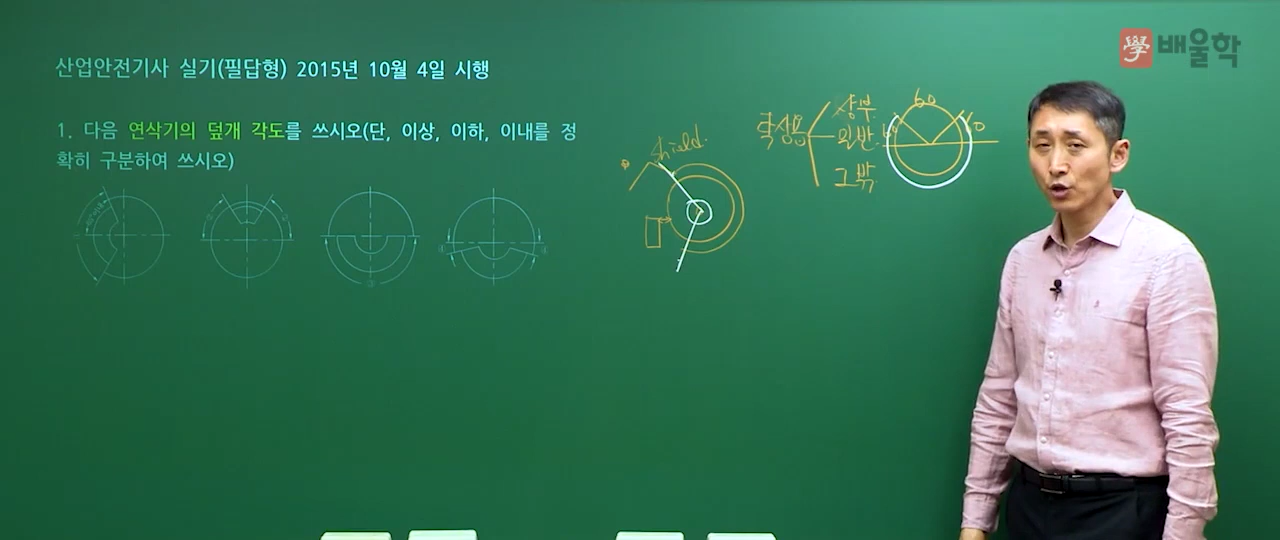 學 배울학
산업안전기사 실기(필답형) 2015년 10월 4일 시행
1. 다음 연삭기의 덮개 각도를 쓰시오(단, 이상, 이하, 이내를 정
확히 구분하여 쓰시오)
shield.
탁상용
상부
일반
그 밖
60